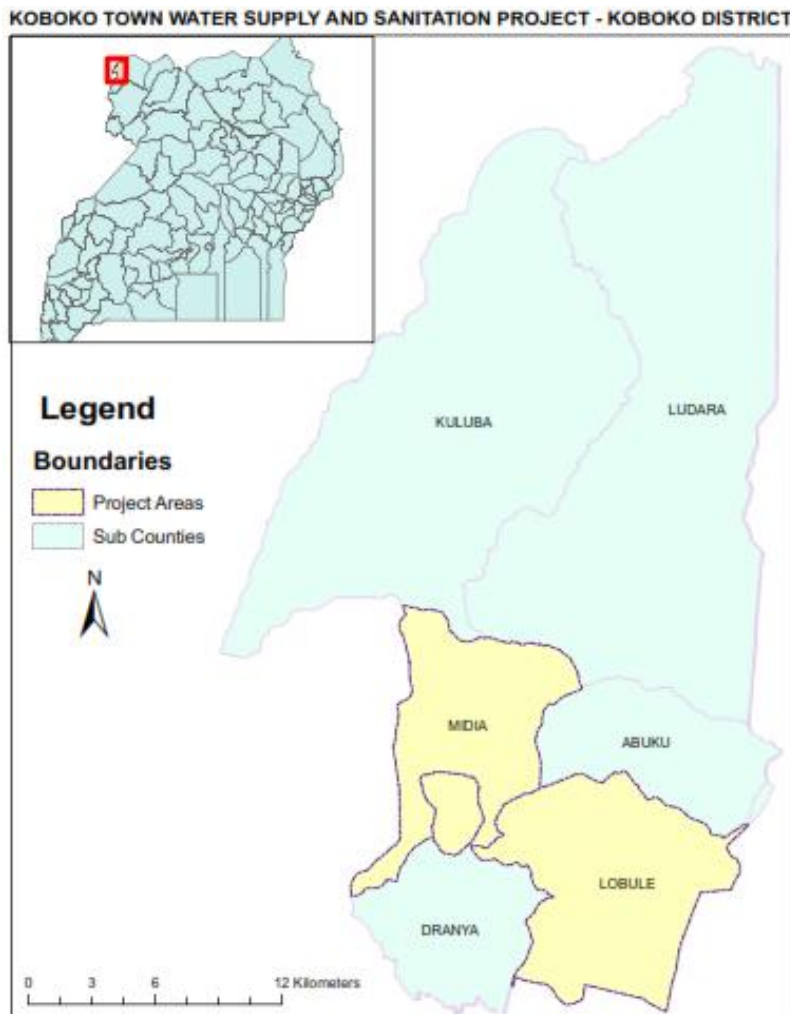 KOBOKO TOWN WATER SUPPLY AND SANITATION PROJECT - KOBOKO DISTRICT
Legend
Boundaries
Project Areas
Sub Counties
N
KULUBA
LUDARA
MIDIA
ABUKU
LOBULE
DRANYA
0 3 6 12 Kilometers